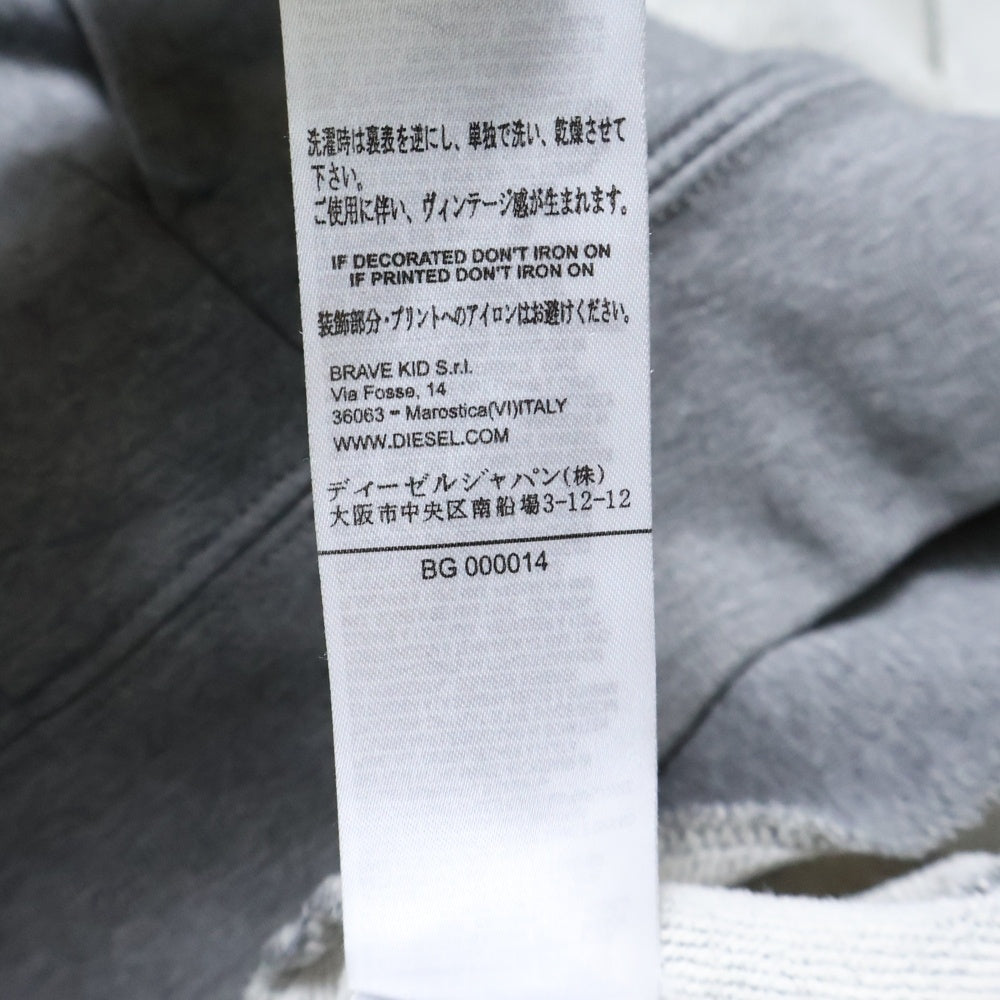 洗濯時は裏表を逆にし、単独で洗い、乾燥させて
下さい。
ご使用に伴い、ヴィンテージ感が生まれます。
IF DECORATED DON'T IRON ON
IF PRINTED DON'T IRON ON
装飾部分・プリントへのアイロンはお避けください。
BRAVE KID S.r.l.
Via Fosse, 14
36063 - Marostica(VI)ITALY
WWW.DIESEL.COM
ディーゼルジャパン(株)
大阪市中央区南船場3-12-12
BG 000014